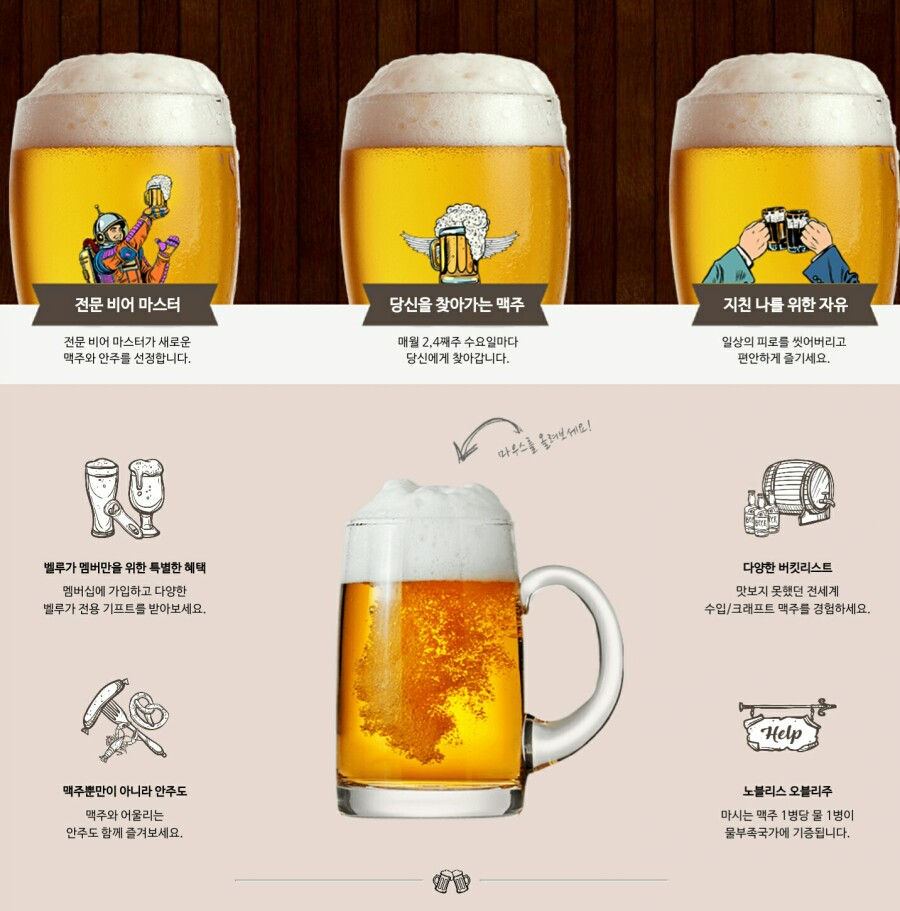 전문 비어 마스터
전문 비어 마스터가 새로운
맥주와 안주를 선정합니다.
당신을 찾아가는 맥주
매월 2,4째주 수요일마다
당신에게 찾아갑니다.
지친 나를 위한 자유
일상의 피로를 씻어버리고
편안하게 즐기세요.
마우스를 올려보세요!
벨루가 멤버만을 위한 특별한 혜택
멤버십에 가입하고 다양한
벨루가 전용 기프트를 받아보세요.
BEER
다양한 버킷리스트
맛보지 못했던 전세계
수입/크래프트 맥주를 경험하세요.
맥주뿐만이 아니라 안주도
맥주와 어울리는
안주도 함께 즐겨보세요.
Help
노블리스 오블리주
마시는 맥주 1병당 물 1병이
물부족국가에 기증됩니다.